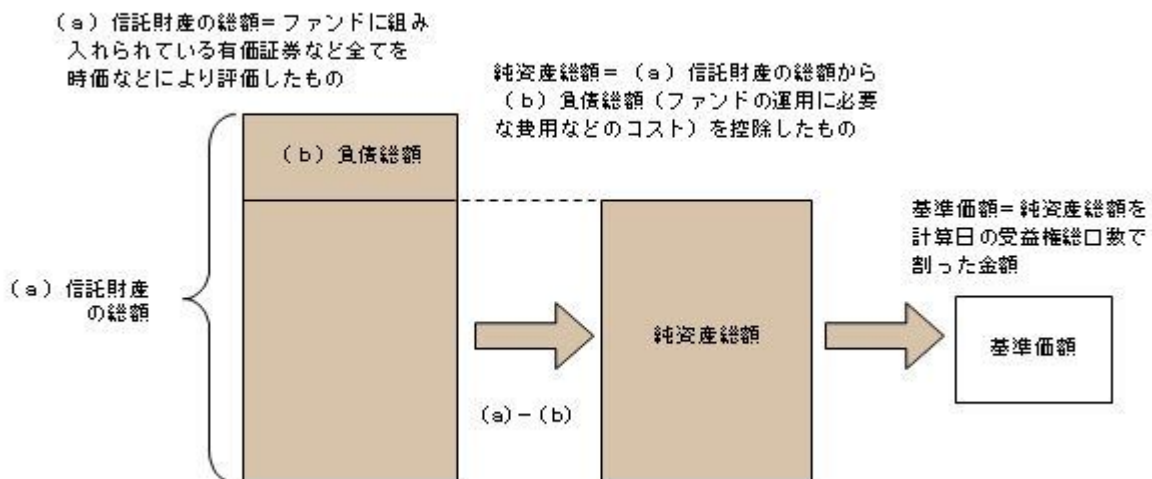 (a)信託財産の総額=ファンドに組み
入れられている有価証券など全てを
時価などにより評価したもの
純資産総額=(a)信託財産の総額から
(b)負債総額(ファンドの運用に必要
な費用などのコスト)を控除したもの
(b)負債総額
基準価額=純資産総額を
計算日の受益権総口数で
割った金額
(a)信託財産
の総額
純資産総額
基準価額
(a)-(b)